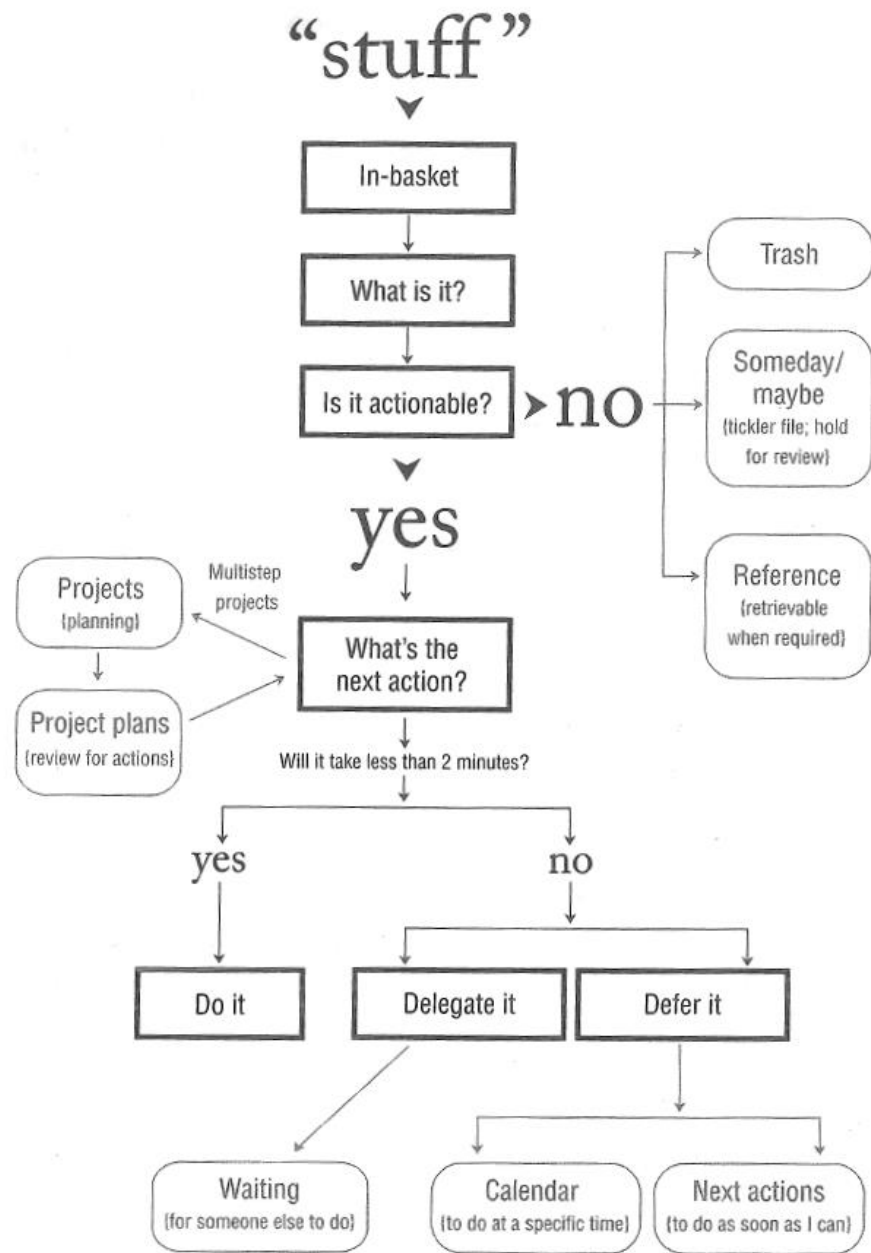 “stuff”
In-basket
What is it?
Is it actionable?
no
Trash
Someday/
maybe
{tickler file; hold
for review}
Reference
{retrievable
when required}
yes
Multistep
projects
Projects
{planning}
Project plans
{review for actions}
What’s the
next action?
Will it take less than 2 minutes?
yes
no
Do it
Delegate it
Defer it
Waiting
{for someone else to do}
Calendar
{to do at a specific time}
Next actions
{to do as soon as I can}